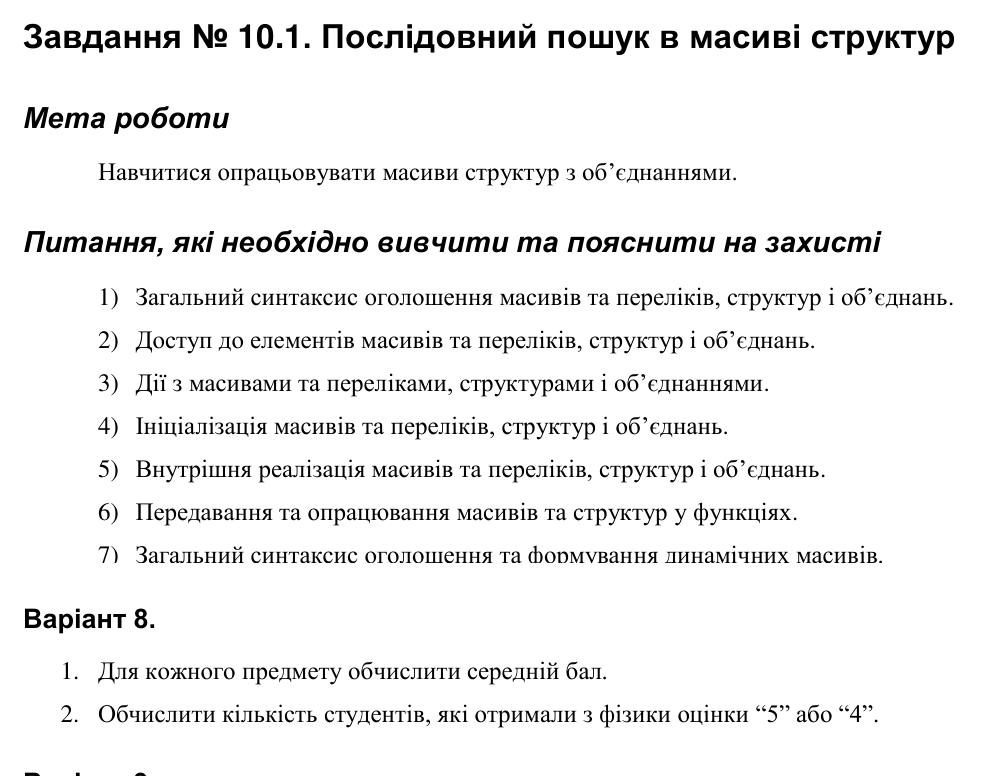 Завдання № 10.1. Послідовний пошук в масиві структур
Мета роботи
Навчитися опрацьовувати масиви структур з об’єднаннями.
Питання, які необхідно вивчити та пояснити на захисті
1) Загальний синтаксис оголошення масивів та переліків, структур і об’єднань.
2) Доступ до елементів масивів та переліків, структур і об’єднань.
3) Дії з масивами та переліками, структурами і об’єднаннями.
4) Ініціалізація масивів та переліків, структур і об’єднань.
5) Внутрішня реалізація масивів та переліків, структур і об’єднань.
6) Передавання та опрацювання масивів та структур у функціях.
7) Загальний синтаксис оголошення та формування динамічних масивів.
Варіант 8.
1. Для кожного предмету обчислити середній бал.
2. Обчислити кількість студентів, які отримали з фізики оцінки “5” або “4”.